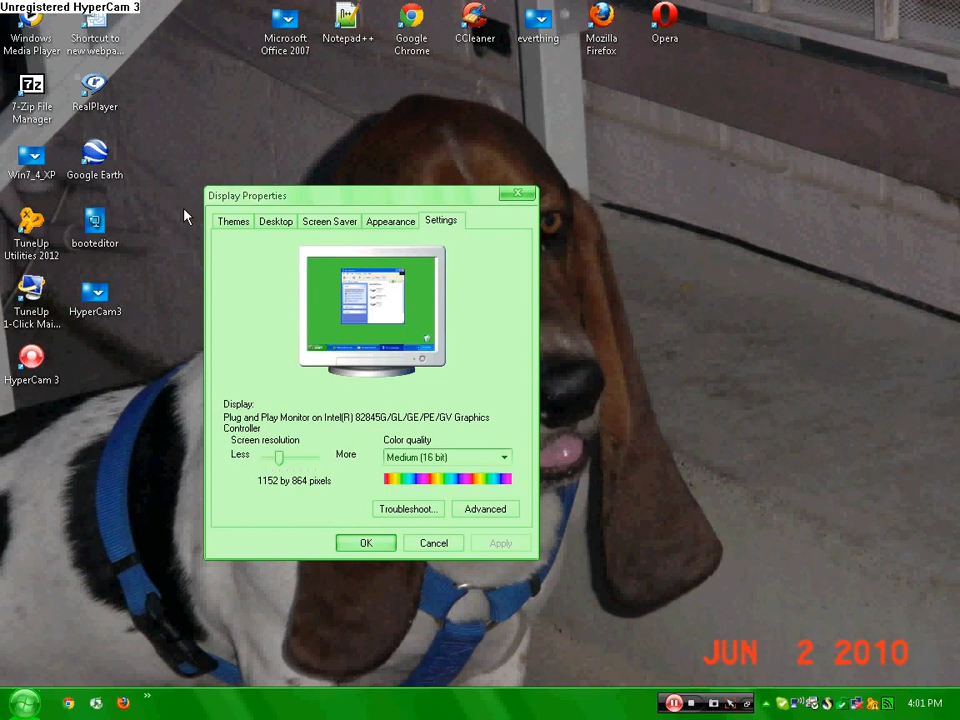 Unregistered HyperCam 3
Windows
Media Player
Shortcut to
new webpa...
Microsoft
Office 2007
Notepad++
Google
Chrome
CCleaner
everthing
Mozilla
Firefox
Opera
7-Zip File
Manager
RealPlayer
Win7_4_XP
Google Earth
TuneUp
Utilities 2012
booteditor
TuneUp
1-Click Mai...
HyperCam3
HyperCam 3
Display Properties
Themes
Desktop
Screen Saver
Appearance
Settings
Display:
Plug and Play Monitor on Intel(R) 82845G/GL/GE/PE/GV Graphics
Controller
Screen resolution
Less
More
1152 by 864 pixels
Color quality
Medium (16 bit)
Troubleshoot...
Advanced
OK
Cancel
Apply
JUN 2 2010
4:01 PM